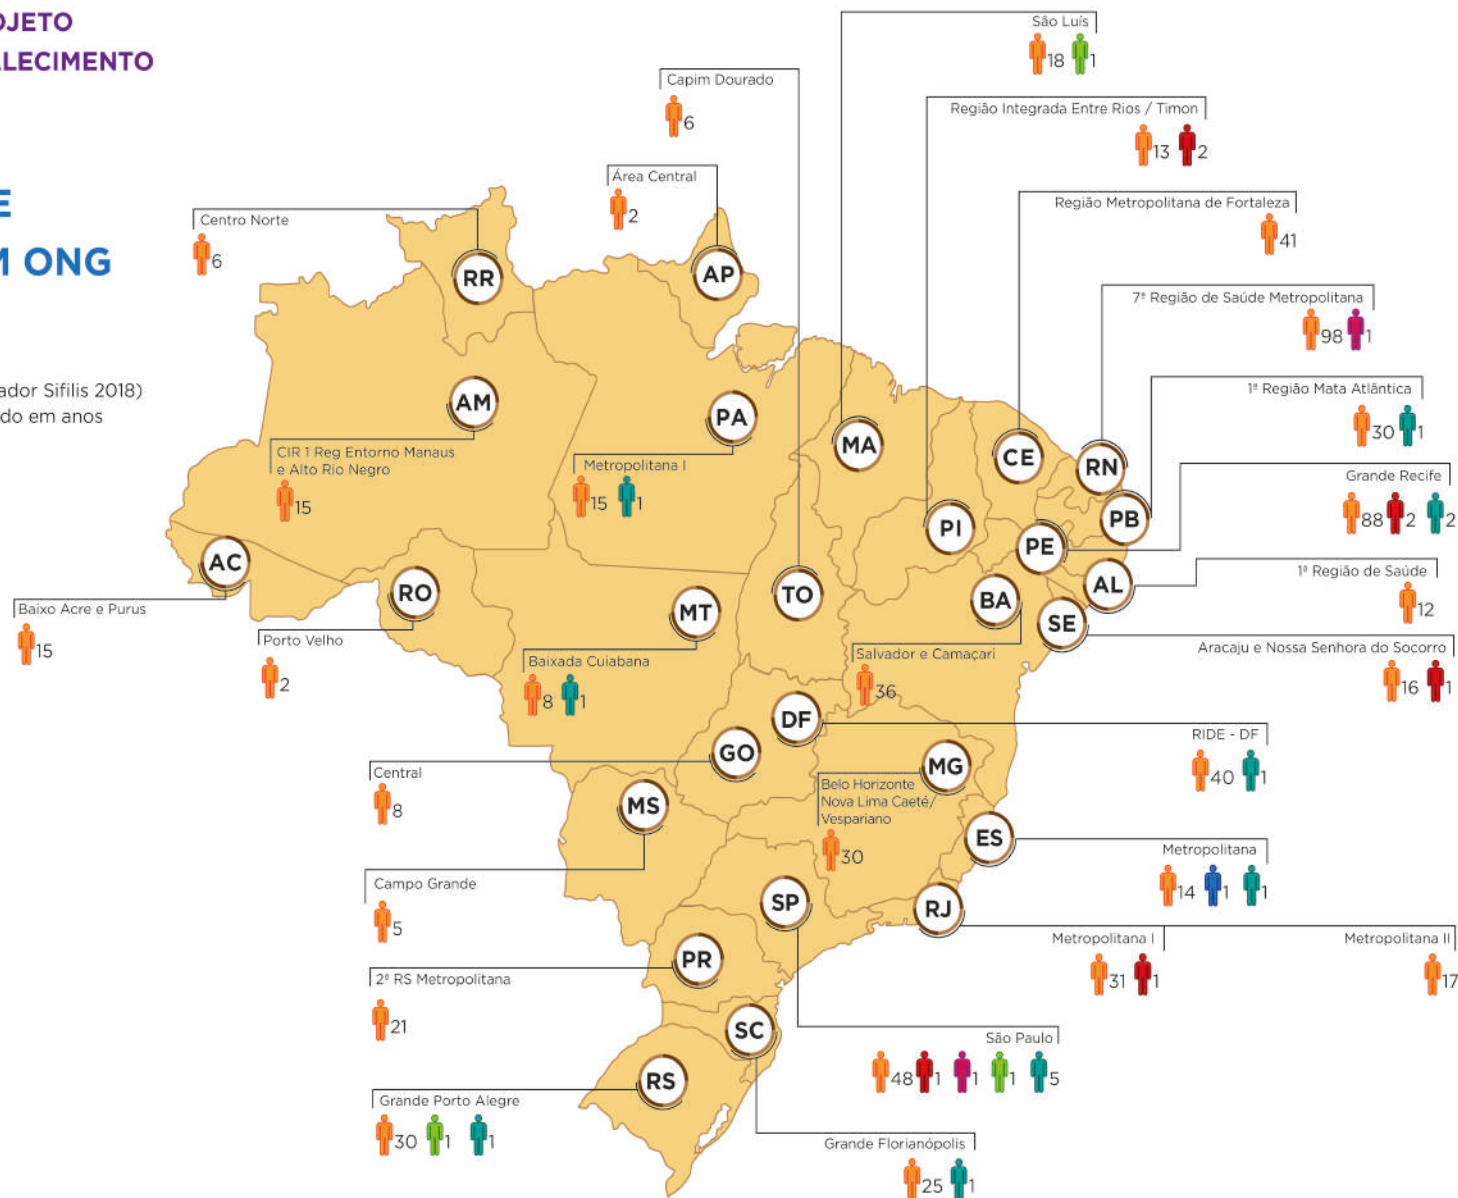 OJETO
ALECIMENTO
E
M ONG
ador Sifilis 2018)
do em anos
São Luís
18 1
Capim Dourado
6
Região Integrada Entre Rios / Timon
13 2
Área Central
2
Região Metropolitana de Fortaleza
41
Centro Norte
6
7ª Região de Saúde Metropolitana
98 1
1ª Região Mata Atlântica
30 1
Grande Recife
88 2 2
1ª Região de Saúde
12
Aracaju e Nossa Senhora do Socorro
16 1
RR
AP
AM
PA
MA
CE
RN
PB
PI
PE
AL
BA
SE
AC
RO
MT
TO
CIR 1 Reg Entorno Manaus
e Alto Rio Negro
15
Metropolitana I
15 1
Baixo Acre e Purus
15
Porto Velho
2
Baixada Cuiabana
8 1
Salvador e Camaçari
36
DF
RIDE - DF
40 1
GO
MG
Central
8
MS
Belo Horizonte
Nova Lima Caeté/
Vespariano
30
ES
Metropolitana
14 1 1
Campo Grande
5
SP
RJ
Metropolitana I
31 1
Metropolitana II
17
PR
2ª RS Metropolitana
21
SC
São Paulo
48 1 1 1 5
RS
Grande Porto Alegre
30 1 1
Grande Florianópolis
25 1